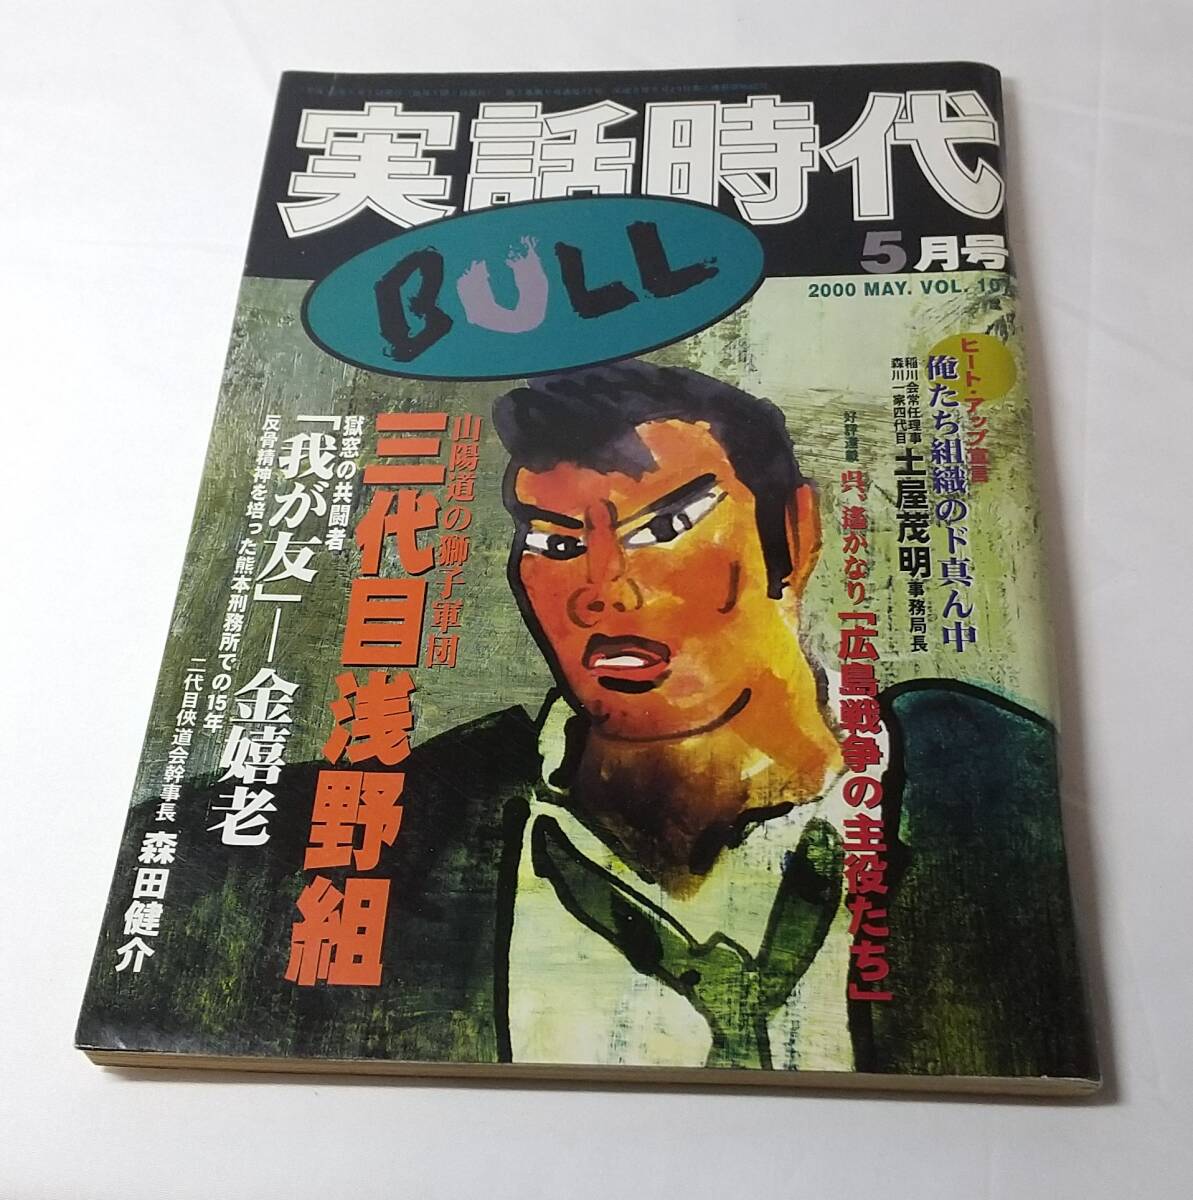 実話時代
BULL
5月号
2000 MAY. VOL. 10
ヒート・アップ宣言
俺たち組織のド真ん中
稲川会常任理事
森川一家四代目
土屋茂明事務局長
好評連載
呉、遙かなり「広島戦争の主役たち」
山陽道の獅子軍団
三代目浅野組
獄窓の共闘者
「我が友」―金嬉老
反骨精神を培った熊本刑務所での15年
二代目俠道会幹事長 森田健介